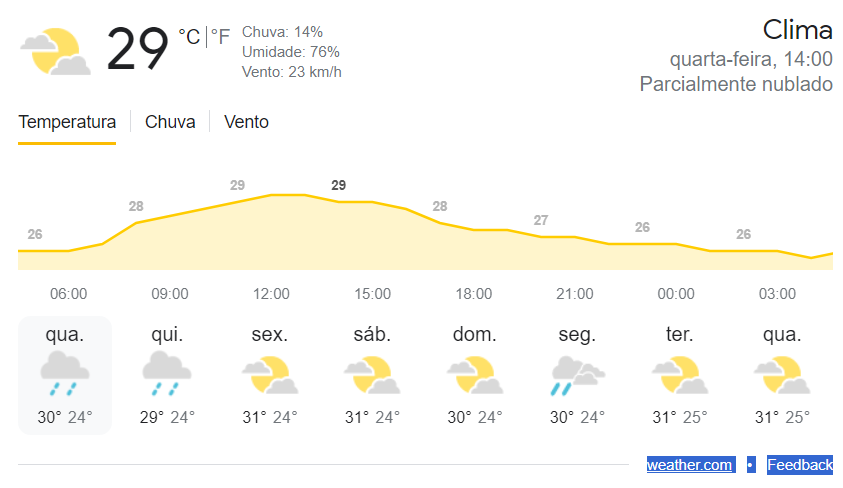 29 °C | °F
Chuva: 14%
Umidade: 76%
Vento: 23 km/h
Clima
quarta-feira, 14:00
Parcialmente nublado
Temperatura Chuva Vento
26 28 29 29 28 27 26 26
06:00 09:00 12:00 15:00 18:00 21:00 00:00 03:00
qua. qui. sex. sáb. dom. seg. ter. qua.
30° 24° 29° 24° 31° 24° 31° 24° 30° 24° 30° 24° 31° 25° 31° 25°
weather.com • Feedback